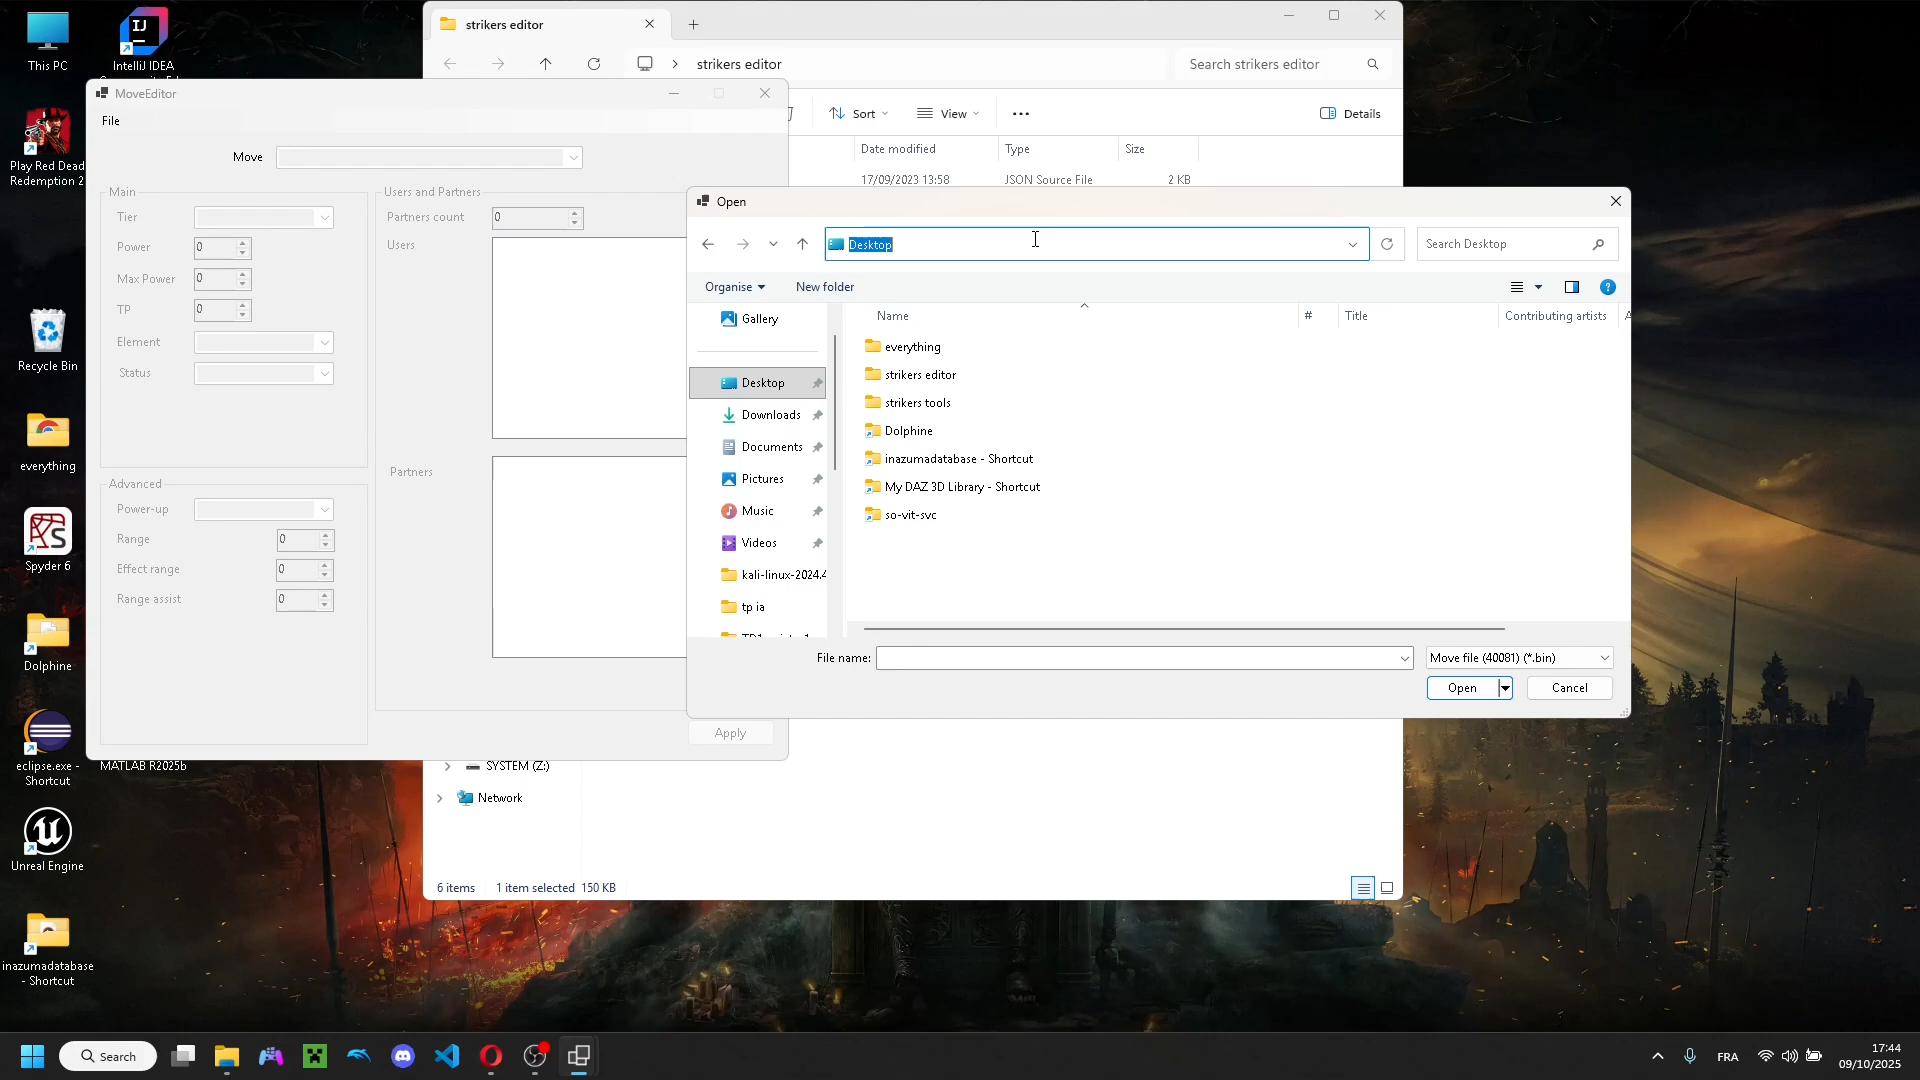 This PC
IntelliJ IDEA
Play Red Dead
Redemption 2
Recycle Bin
everything
Spyder 6
Dolphine
eclipse.exe -
Shortcut
MATLAB R2025b
Unreal Engine
inazumadatabase
- Shortcut
strikers editor
strikers editor
Search strikers editor
Sort
View
Details
Date modified
Type
Size
17/09/2023 13:58
JSON Source File
2 KB
SYSTEM (Z:)
Network
6 items
1 item selected
150 KB
MoveEditor
File
Move
Main
Tier
Power
0
Max Power
0
TP
0
Element
Status
Advanced
Power-up
Range
0
Effect range
0
Range assist
0
Users and Partners
Partners count
0
Users
Partners
Apply
Open
Desktop
Search Desktop
Organise
New folder
Gallery
Desktop
Downloads
Documents
Pictures
Music
Videos
kali-linux-2024.4
tp ia
Name
#
Title
Contributing artists
everything
strikers editor
strikers tools
Dolphine
inazumadatabase - Shortcut
My DAZ 3D Library - Shortcut
so-vit-svc
File name:
Move file (40081) (*.bin)
Open
Cancel
Search
FRA
17:44
09/10/2025